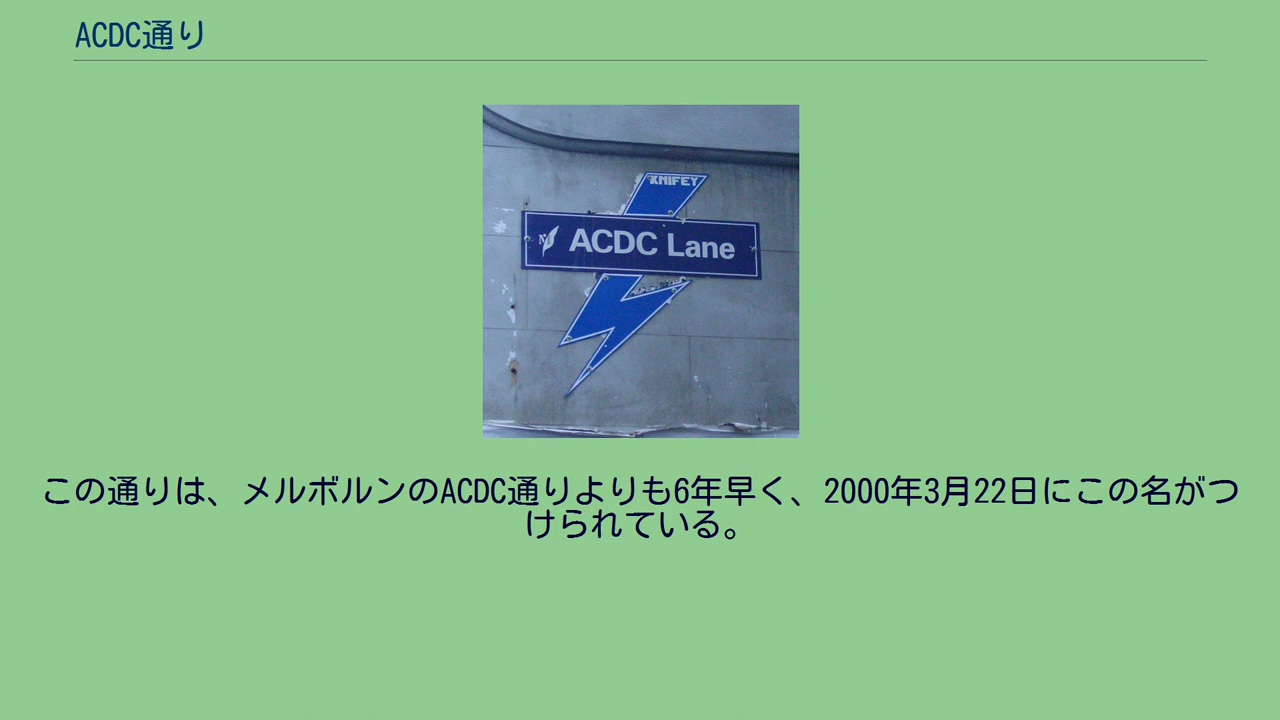 ACDC通り
KNIFEY
ACDC Lane
この通りは、メルボルンのACDC通りよりも6年早く、2000年3月22日にこの名がつ
けられている。